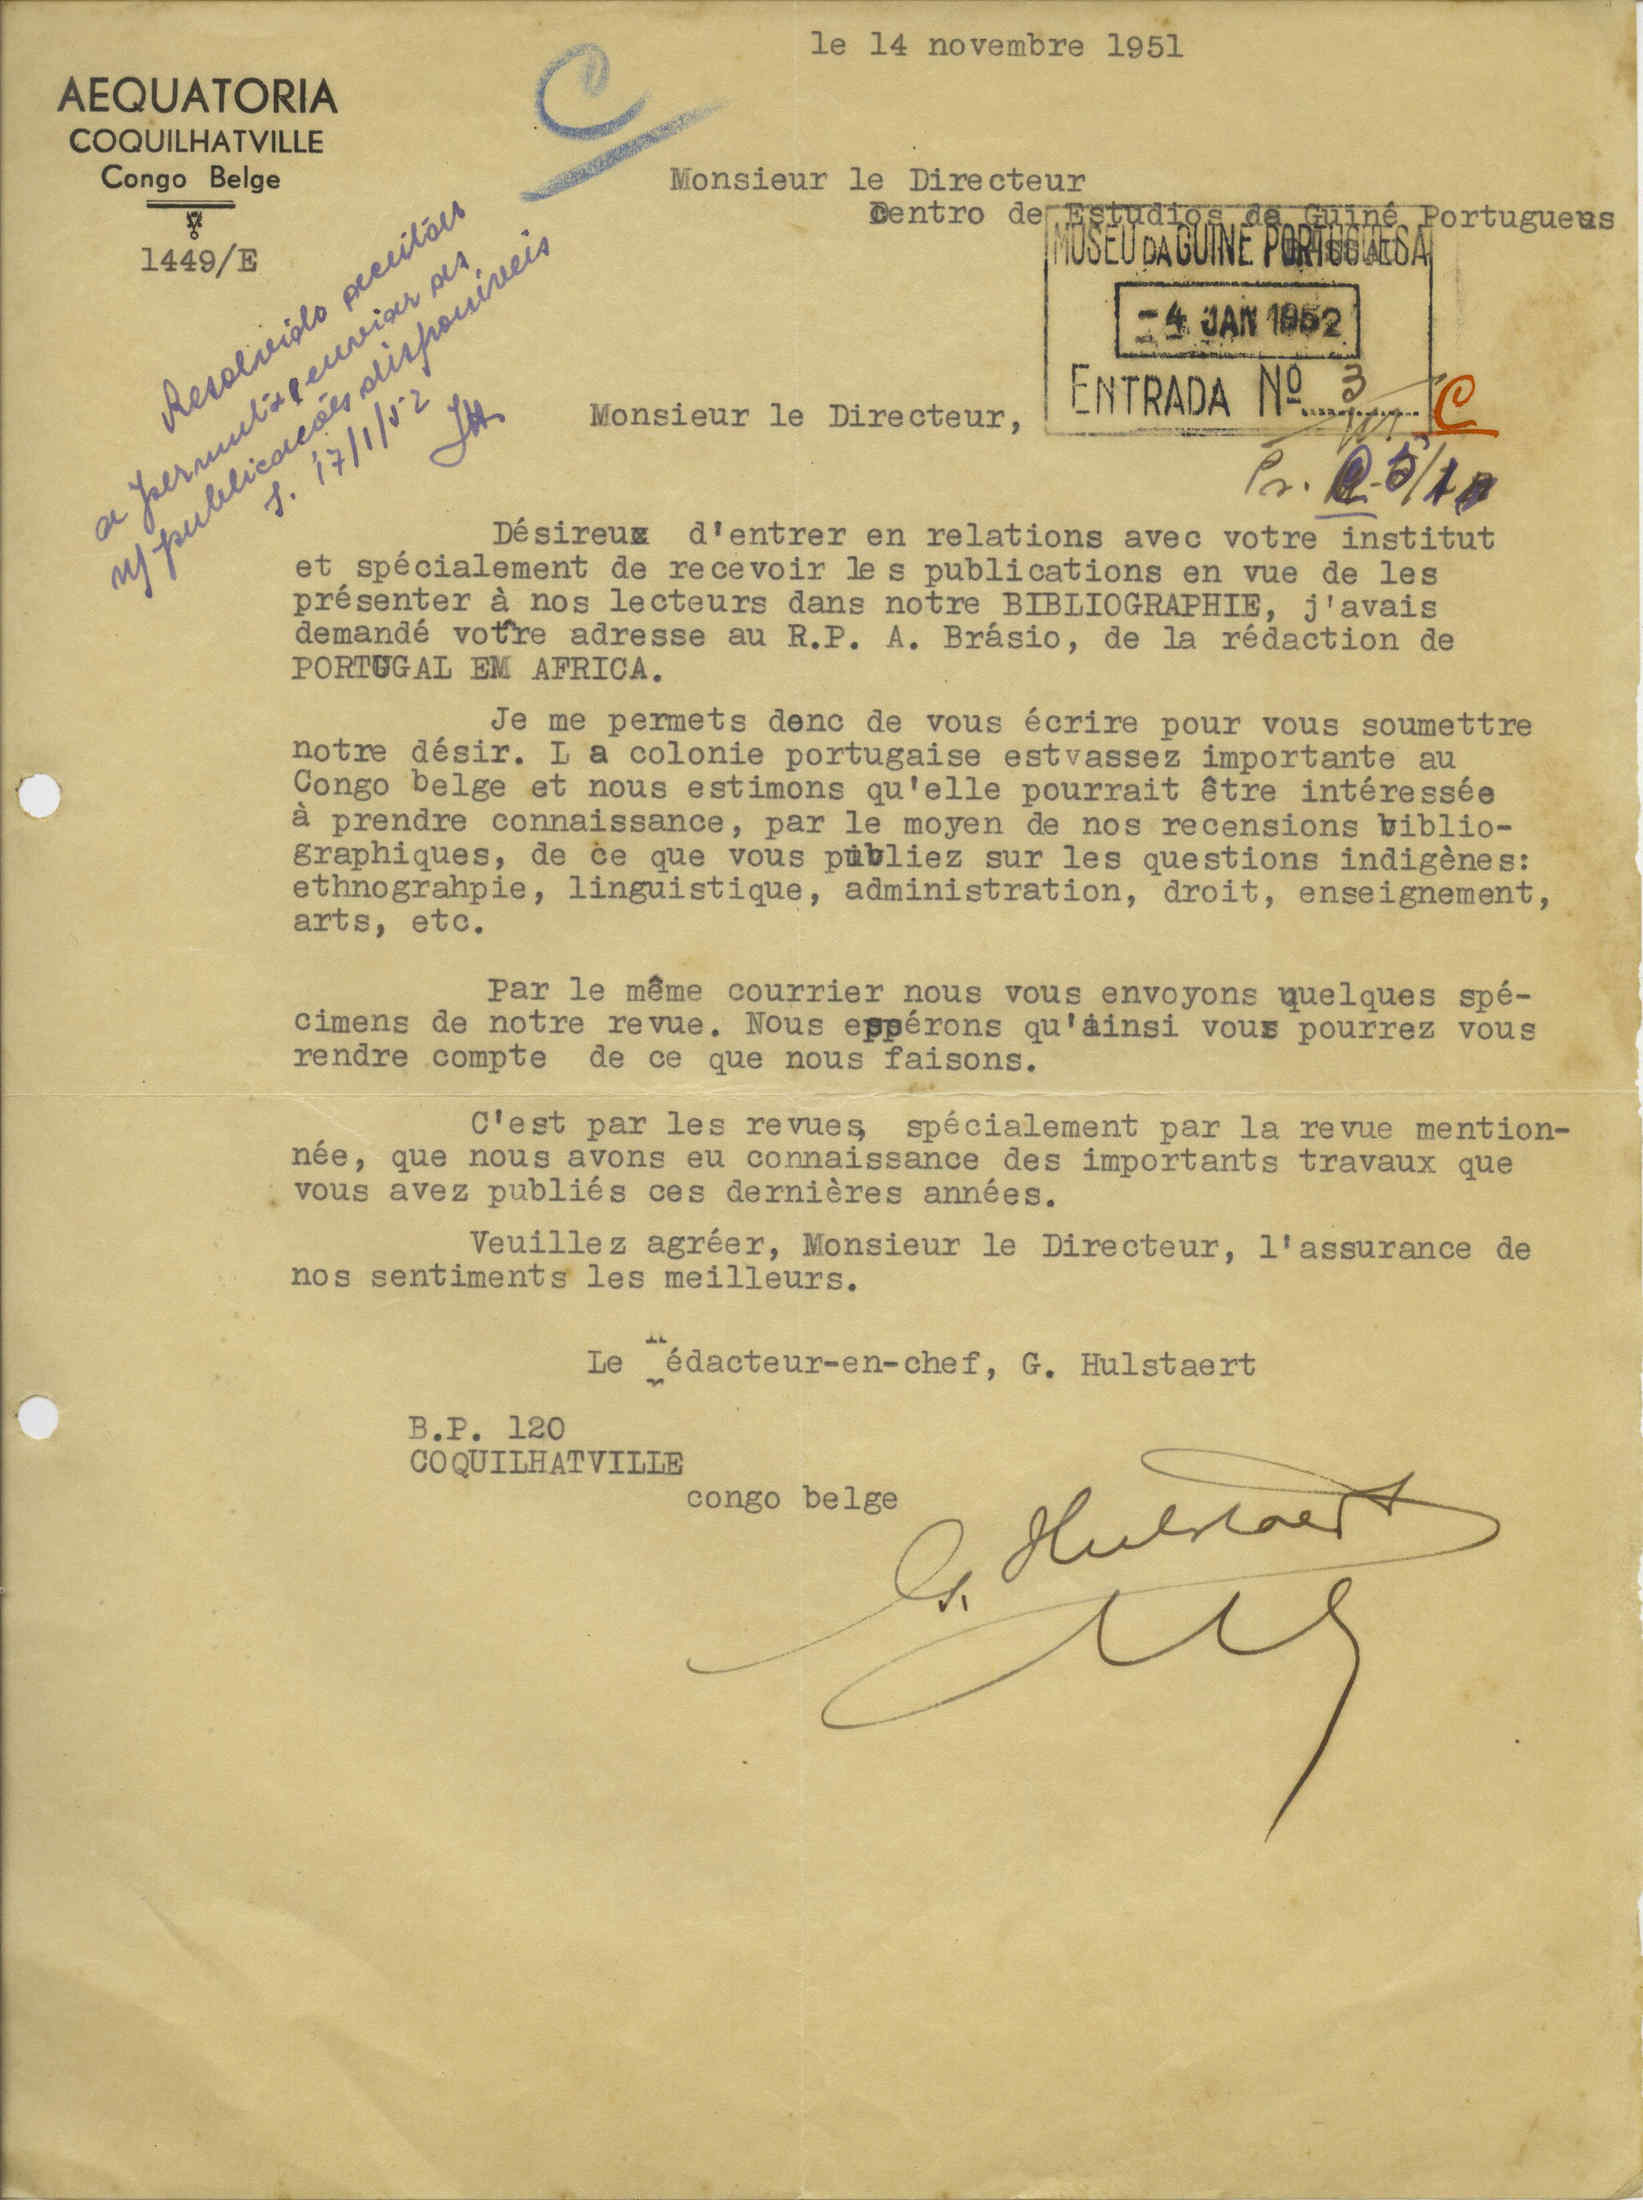 le 14 novembre 1951
AEQUATORIA
COQUILHATVILLE
Congo Belge
1449/E
C
Monsieur le Directeur
Centro de Estudios da Guiné Portugueus
MUSEU DA GUINÉ PORTUGUESA
-4 JAN 1952
ENTRADA Nº 3
C
Resolvido
a permuta e enviar as
n/ publicações disponíveis
S. 17/1/52
Monsieur le Directeur,
Désireux d'entrer en relations avec votre institut
et spécialement de recevoir le s publications en vue de les
présenter à nos lecteurs dans notre BIBLIOGRAPHIE, j'avais
demandé votre adresse au R.P. A. Brásio, de la rédaction de
PORTUGAL EM AFRICA.
Je me permets donc de vous écrire pour vous soumettre
notre désir. L a colonie portugaise estvassez importante au
Congo belge et nous estimons qu'elle pourrait être intéressée
à prendre connaissance, par le moyen de nos recensions biblio-
graphiques, de ce que vous publiez sur les questions indigènes:
ethnograhpie, linguistique, administration, droit, enseignement,
arts, etc.
Par le même courrier nous vous envoyons quelques spé-
cimens de notre revue. Nous espérons qu'ainsi vous pourrez vous
rendre compte de ce que nous faisons.
C'est par les revues, spécialement par la revue mention-
née, que nous avons eu connaissance des importants travaux que
vous avez publiés ces dernières années.
Veuillez agréer, Monsieur le Directeur, l'assurance de
nos sentiments les meilleurs.
Le Rédacteur-en-chef, G. Hulstaert
B.P. 120
COQUILHATVILLE
congo belge
G. Hulstaert